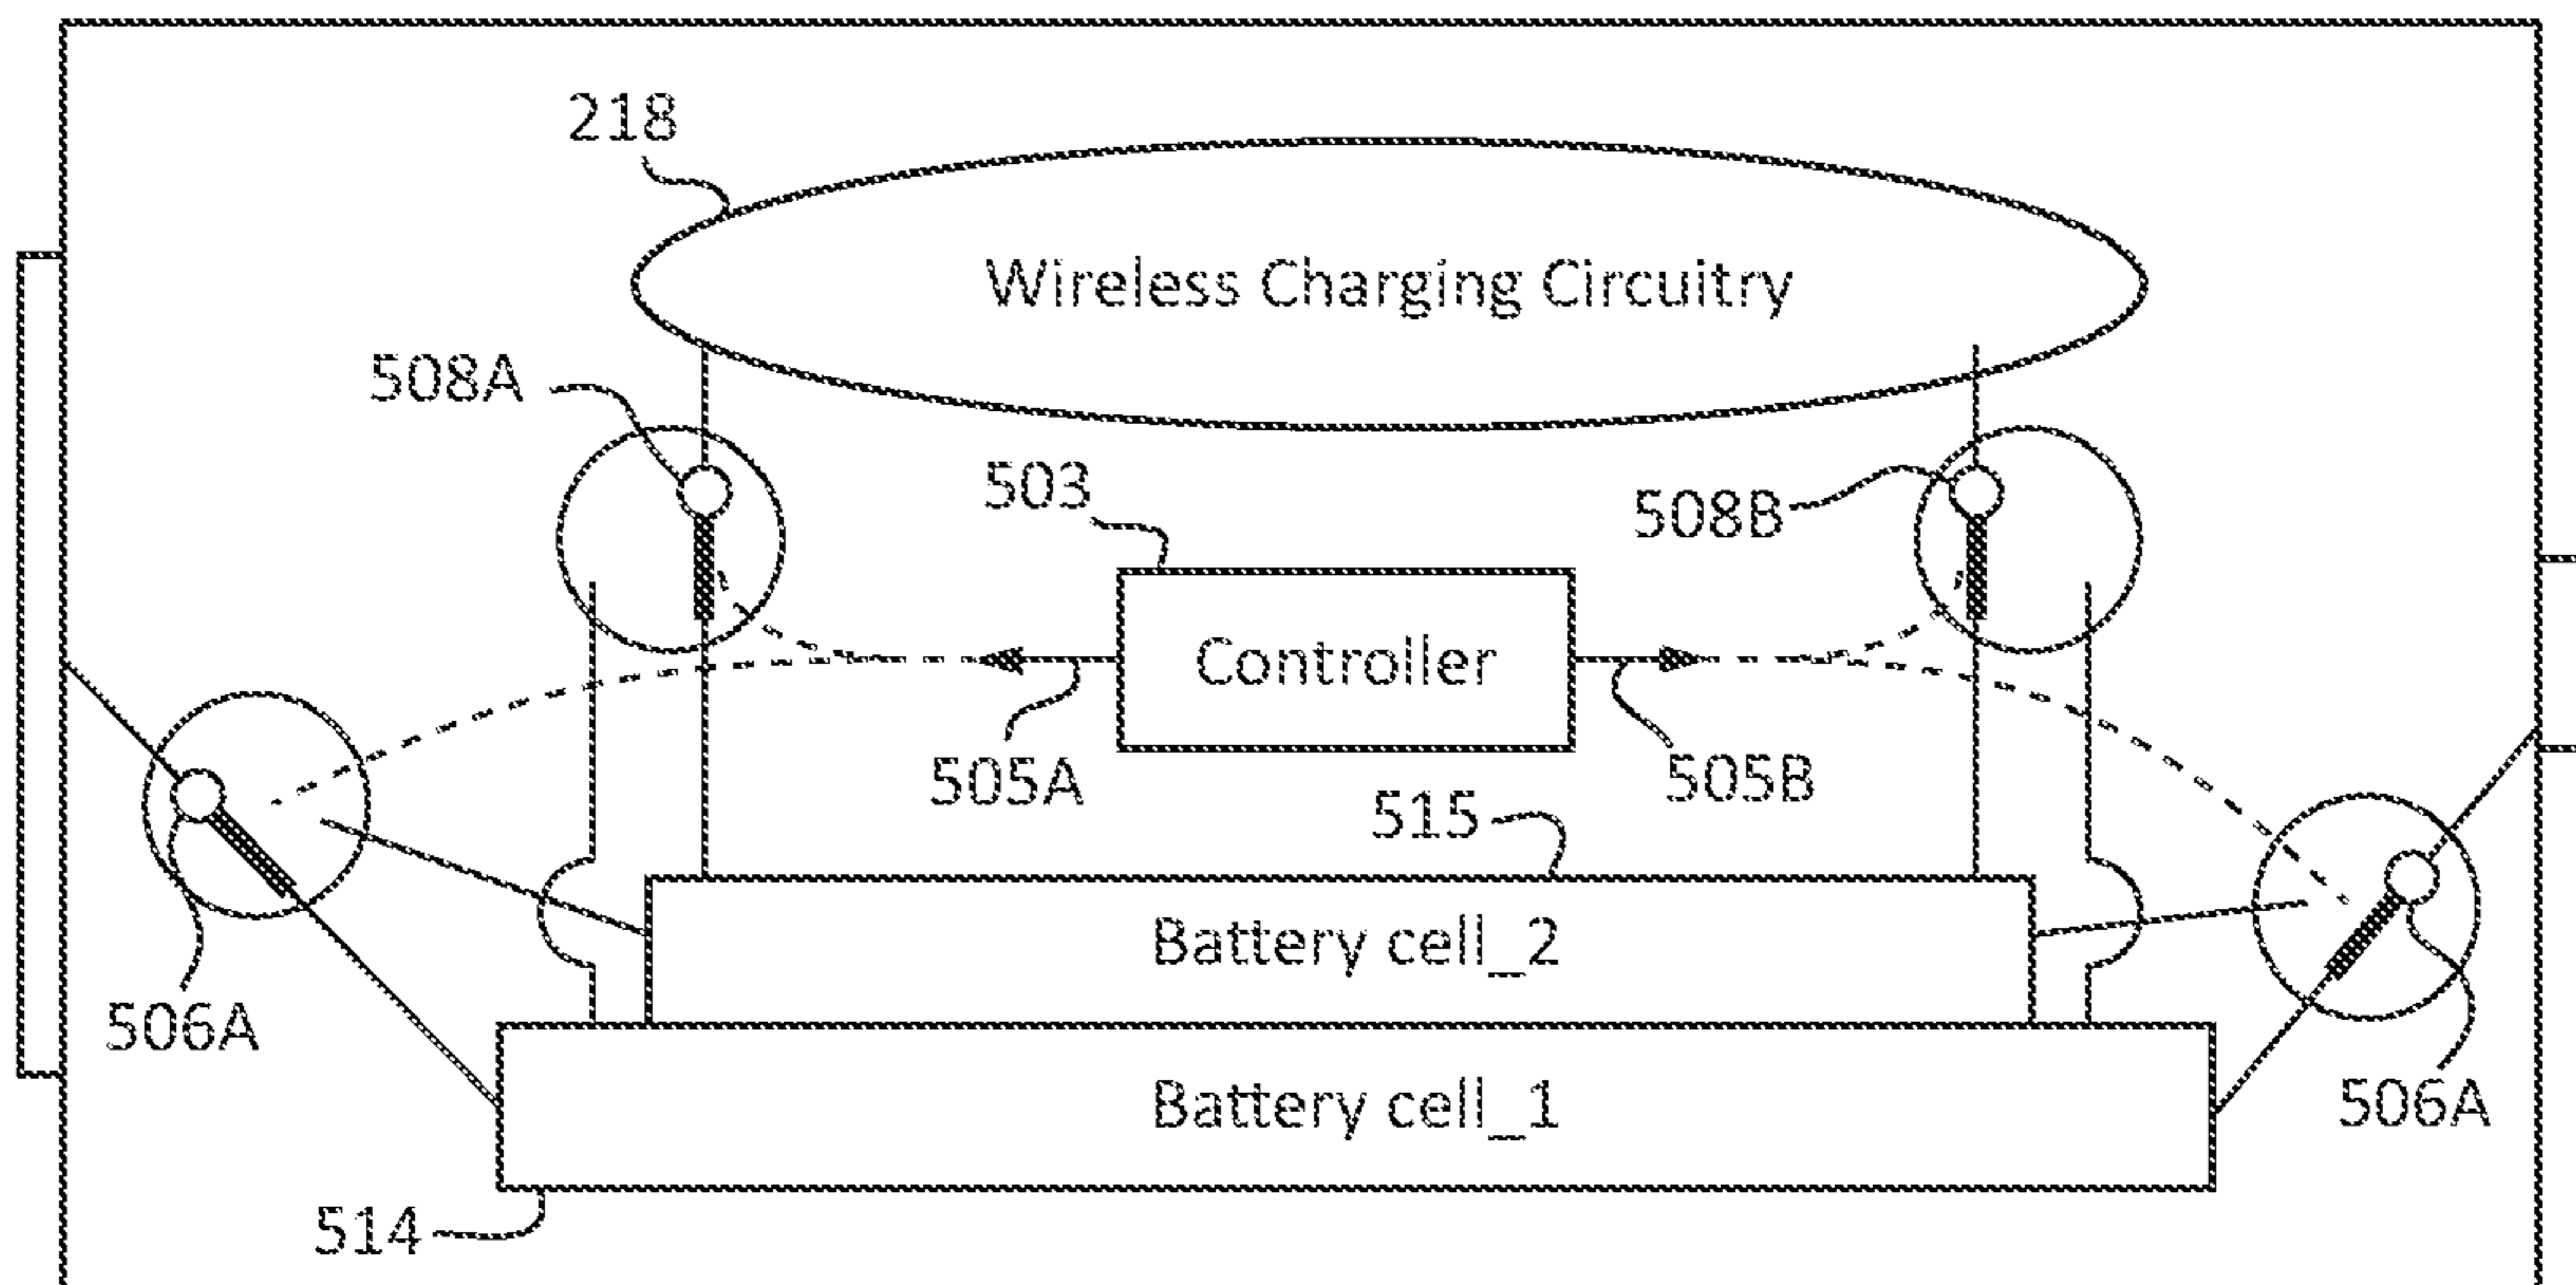 218
Wireless Charging Circuitry
508A
503
508B
Controller
505A
505B
515
Battery cell_2
506A
Battery cell_1
506A
514